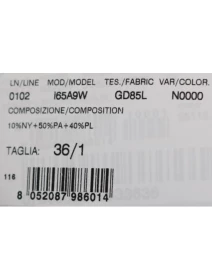 LN/LINE MOD/MODEL TES./FABRIC VAR/COLOR.
0102 I65A9W GD85L N0000
COMPOSIZIONE/COMPOSITION
10%NY+50%PA+40%PL
TAGLIA: 36/1
116
8 052087 986014